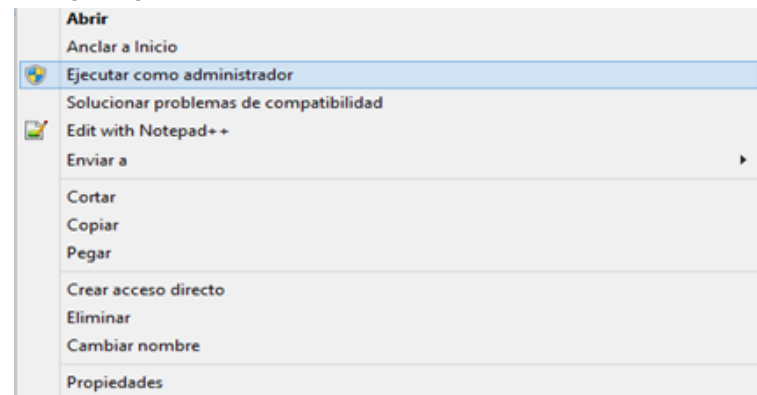 Abrir
Anclar a Inicio
Ejecutar como administrador
Solucionar problemas de compatibilidad
Edit with Notepad++
Enviar a
Cortar
Copiar
Pegar
Crear acceso directo
Eliminar
Cambiar nombre
Propiedades